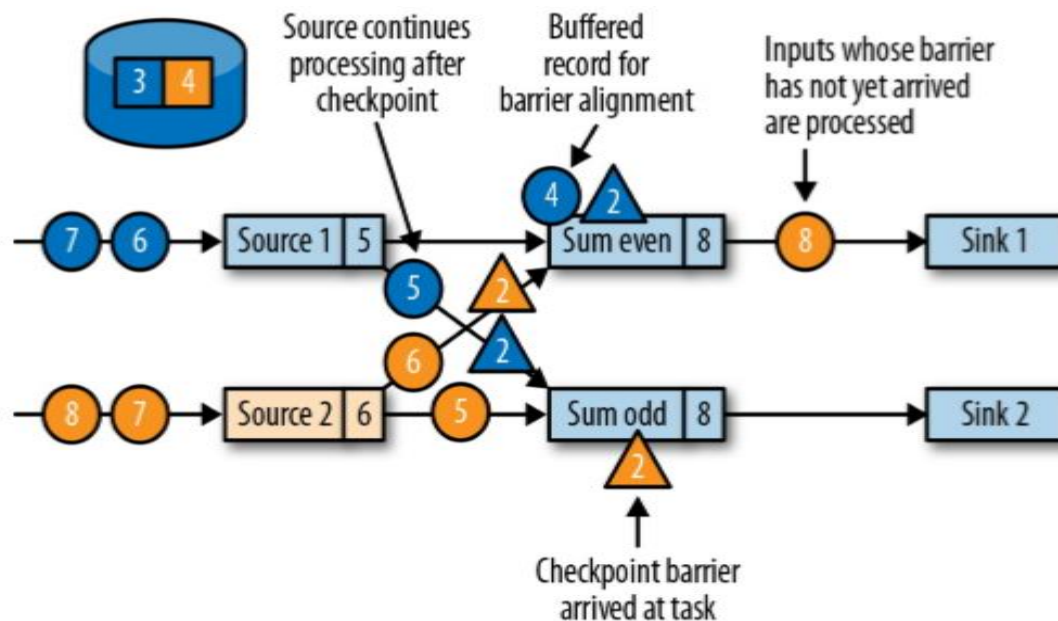 Source continues
processing after
checkpoint
Buffered
record for
barrier alignment
Inputs whose barrier
has not yet arrived
are processed
3 4
4 2
7 6 Source 1 5 Sum even 8 8 Sink 1
5 2
6 2
8 7 Source 2 6 5 Sum odd 8 Sink 2
2
Checkpoint barrier
arrived at task